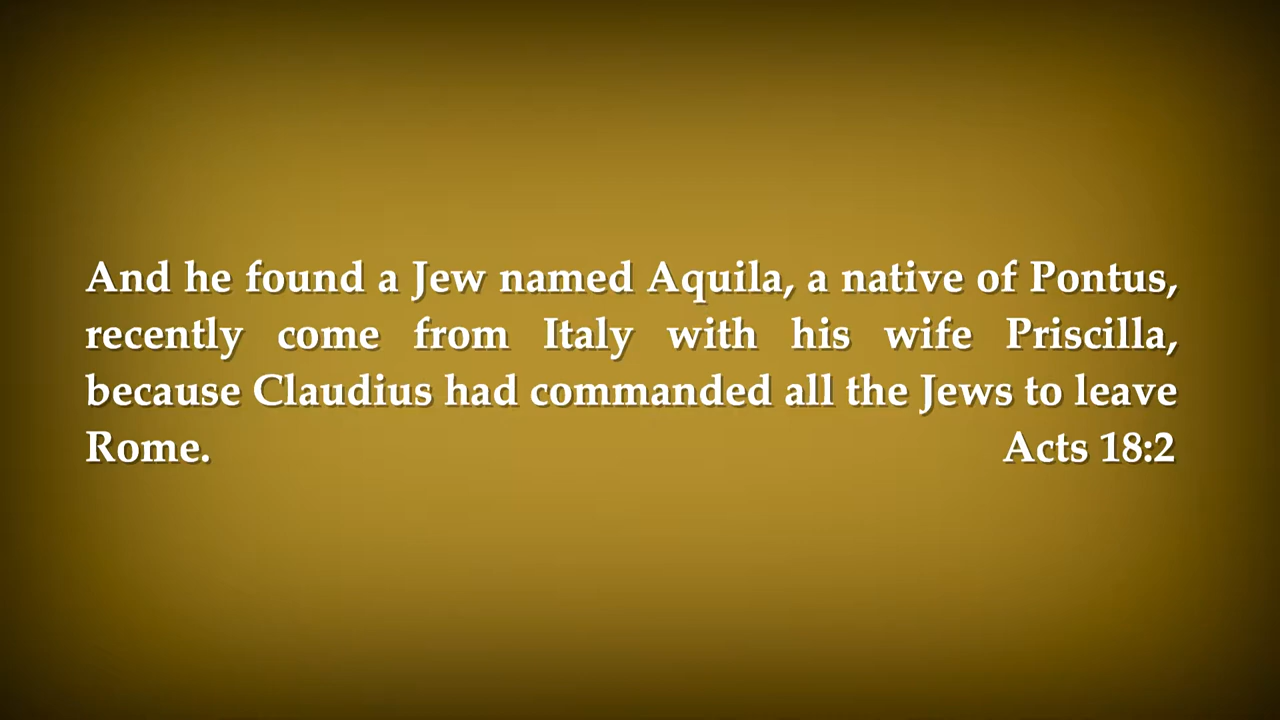 And he found a Jew named Aquila, a native of Pontus,
recently come from Italy with his wife Priscilla,
because Claudius had commanded all the Jews to leave
Rome. Acts 18:2